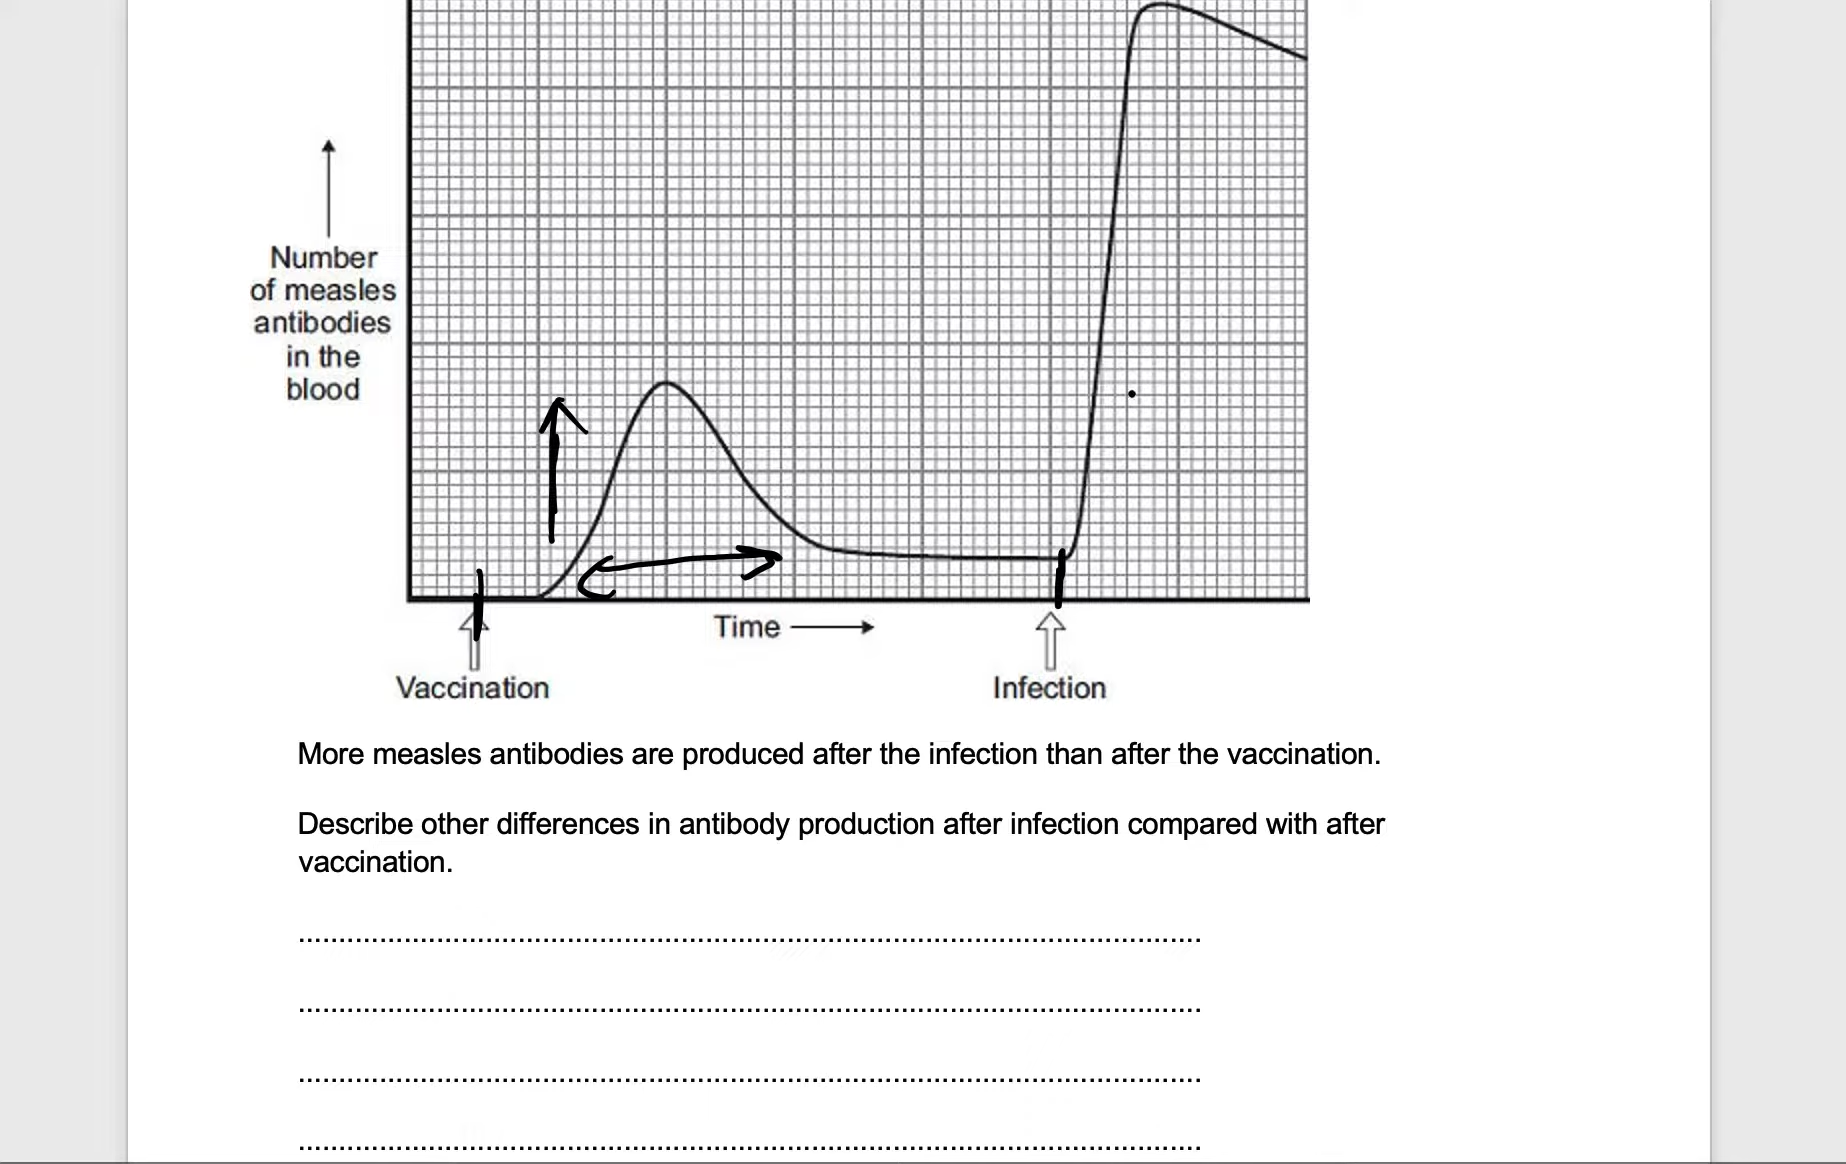 Number
of measles
antibodies
in the
blood
Time
Vaccination
Infection
More measles antibodies are produced after the infection than after the vaccination.
Describe other differences in antibody production after infection compared with after
vaccination.